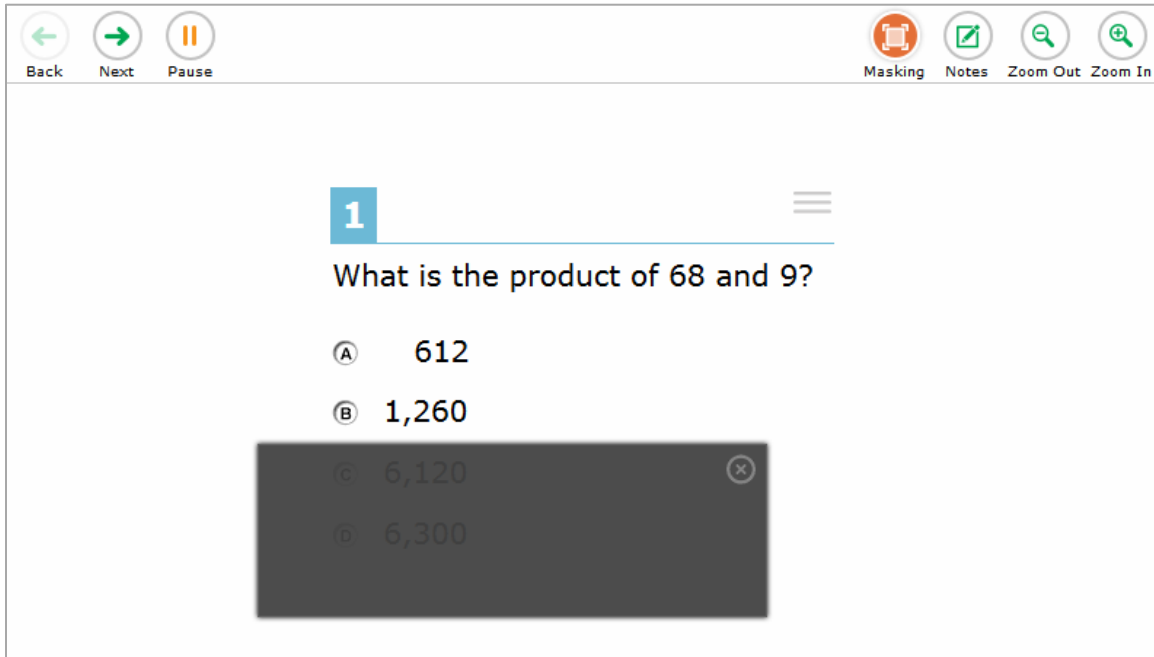 Back Next Pause Masking Notes Zoom Out Zoom In
1
What is the product of 68 and 9?
A 612
B 1,260
C 6,120
D 6,300